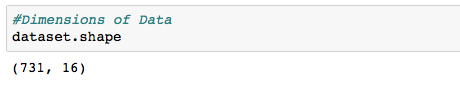 #Dimensions of Data
dataset.shape
(731, 16)